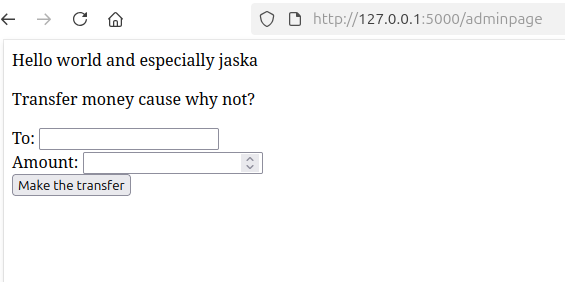 http://127.0.0.1:5000/adminpage
Hello world and especially jaska
Transfer money cause why not?
To:
Amount:
Make the transfer